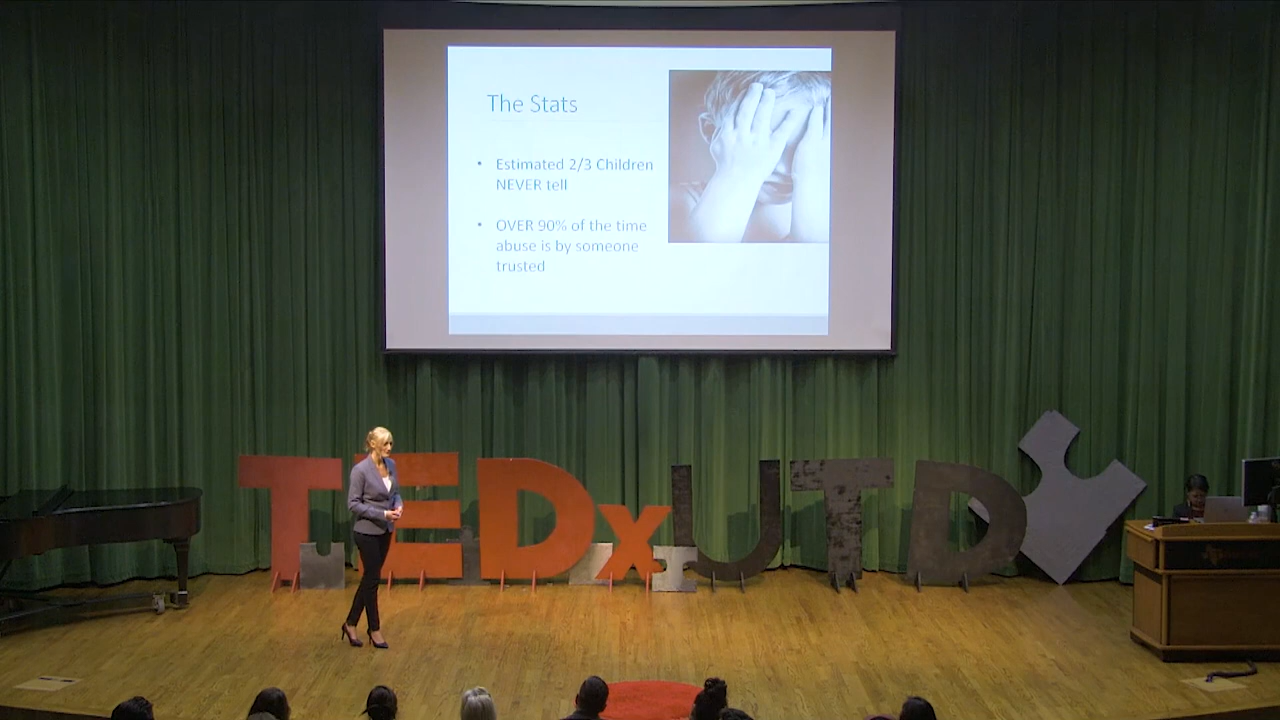 The Stats
• Estimated 2/3 Children
NEVER tell
• OVER 90% of the time
abuse is by someone
trusted
TEDxUTD